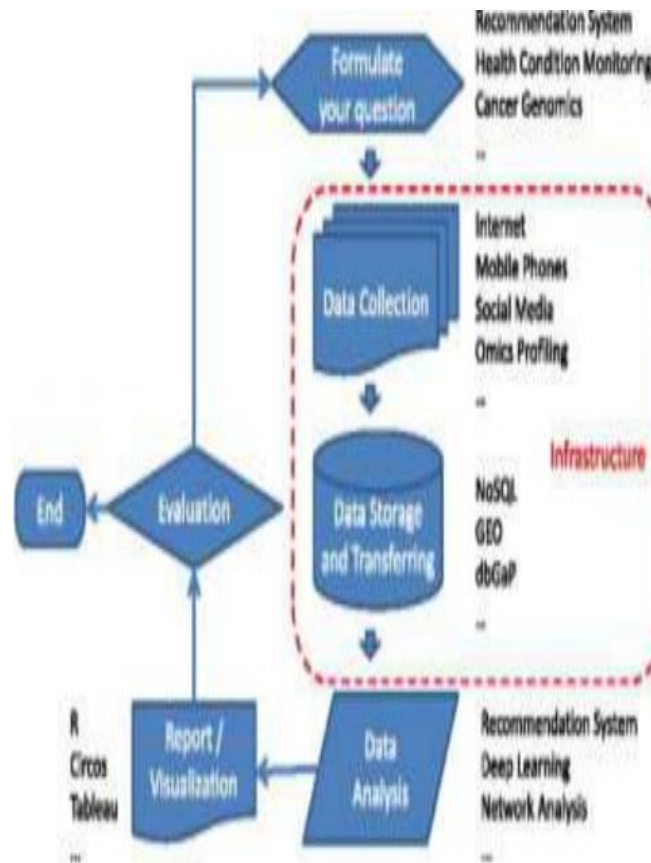 Formulate
your question
Recommendation System
Health Condition Monitoring
Cancer Genomics
...
Data Collection
Internet
Mobile Phones
Social Media
Omics Profiling
...
Infrastructure
End
Evaluation
Data Storage
and Transferring
NoSQL
GEO
dbGaP
...
R
Circos
Tableau
...
Report /
Visualization
Data
Analysis
Recommendation System
Deep Learning
Network Analysis
...